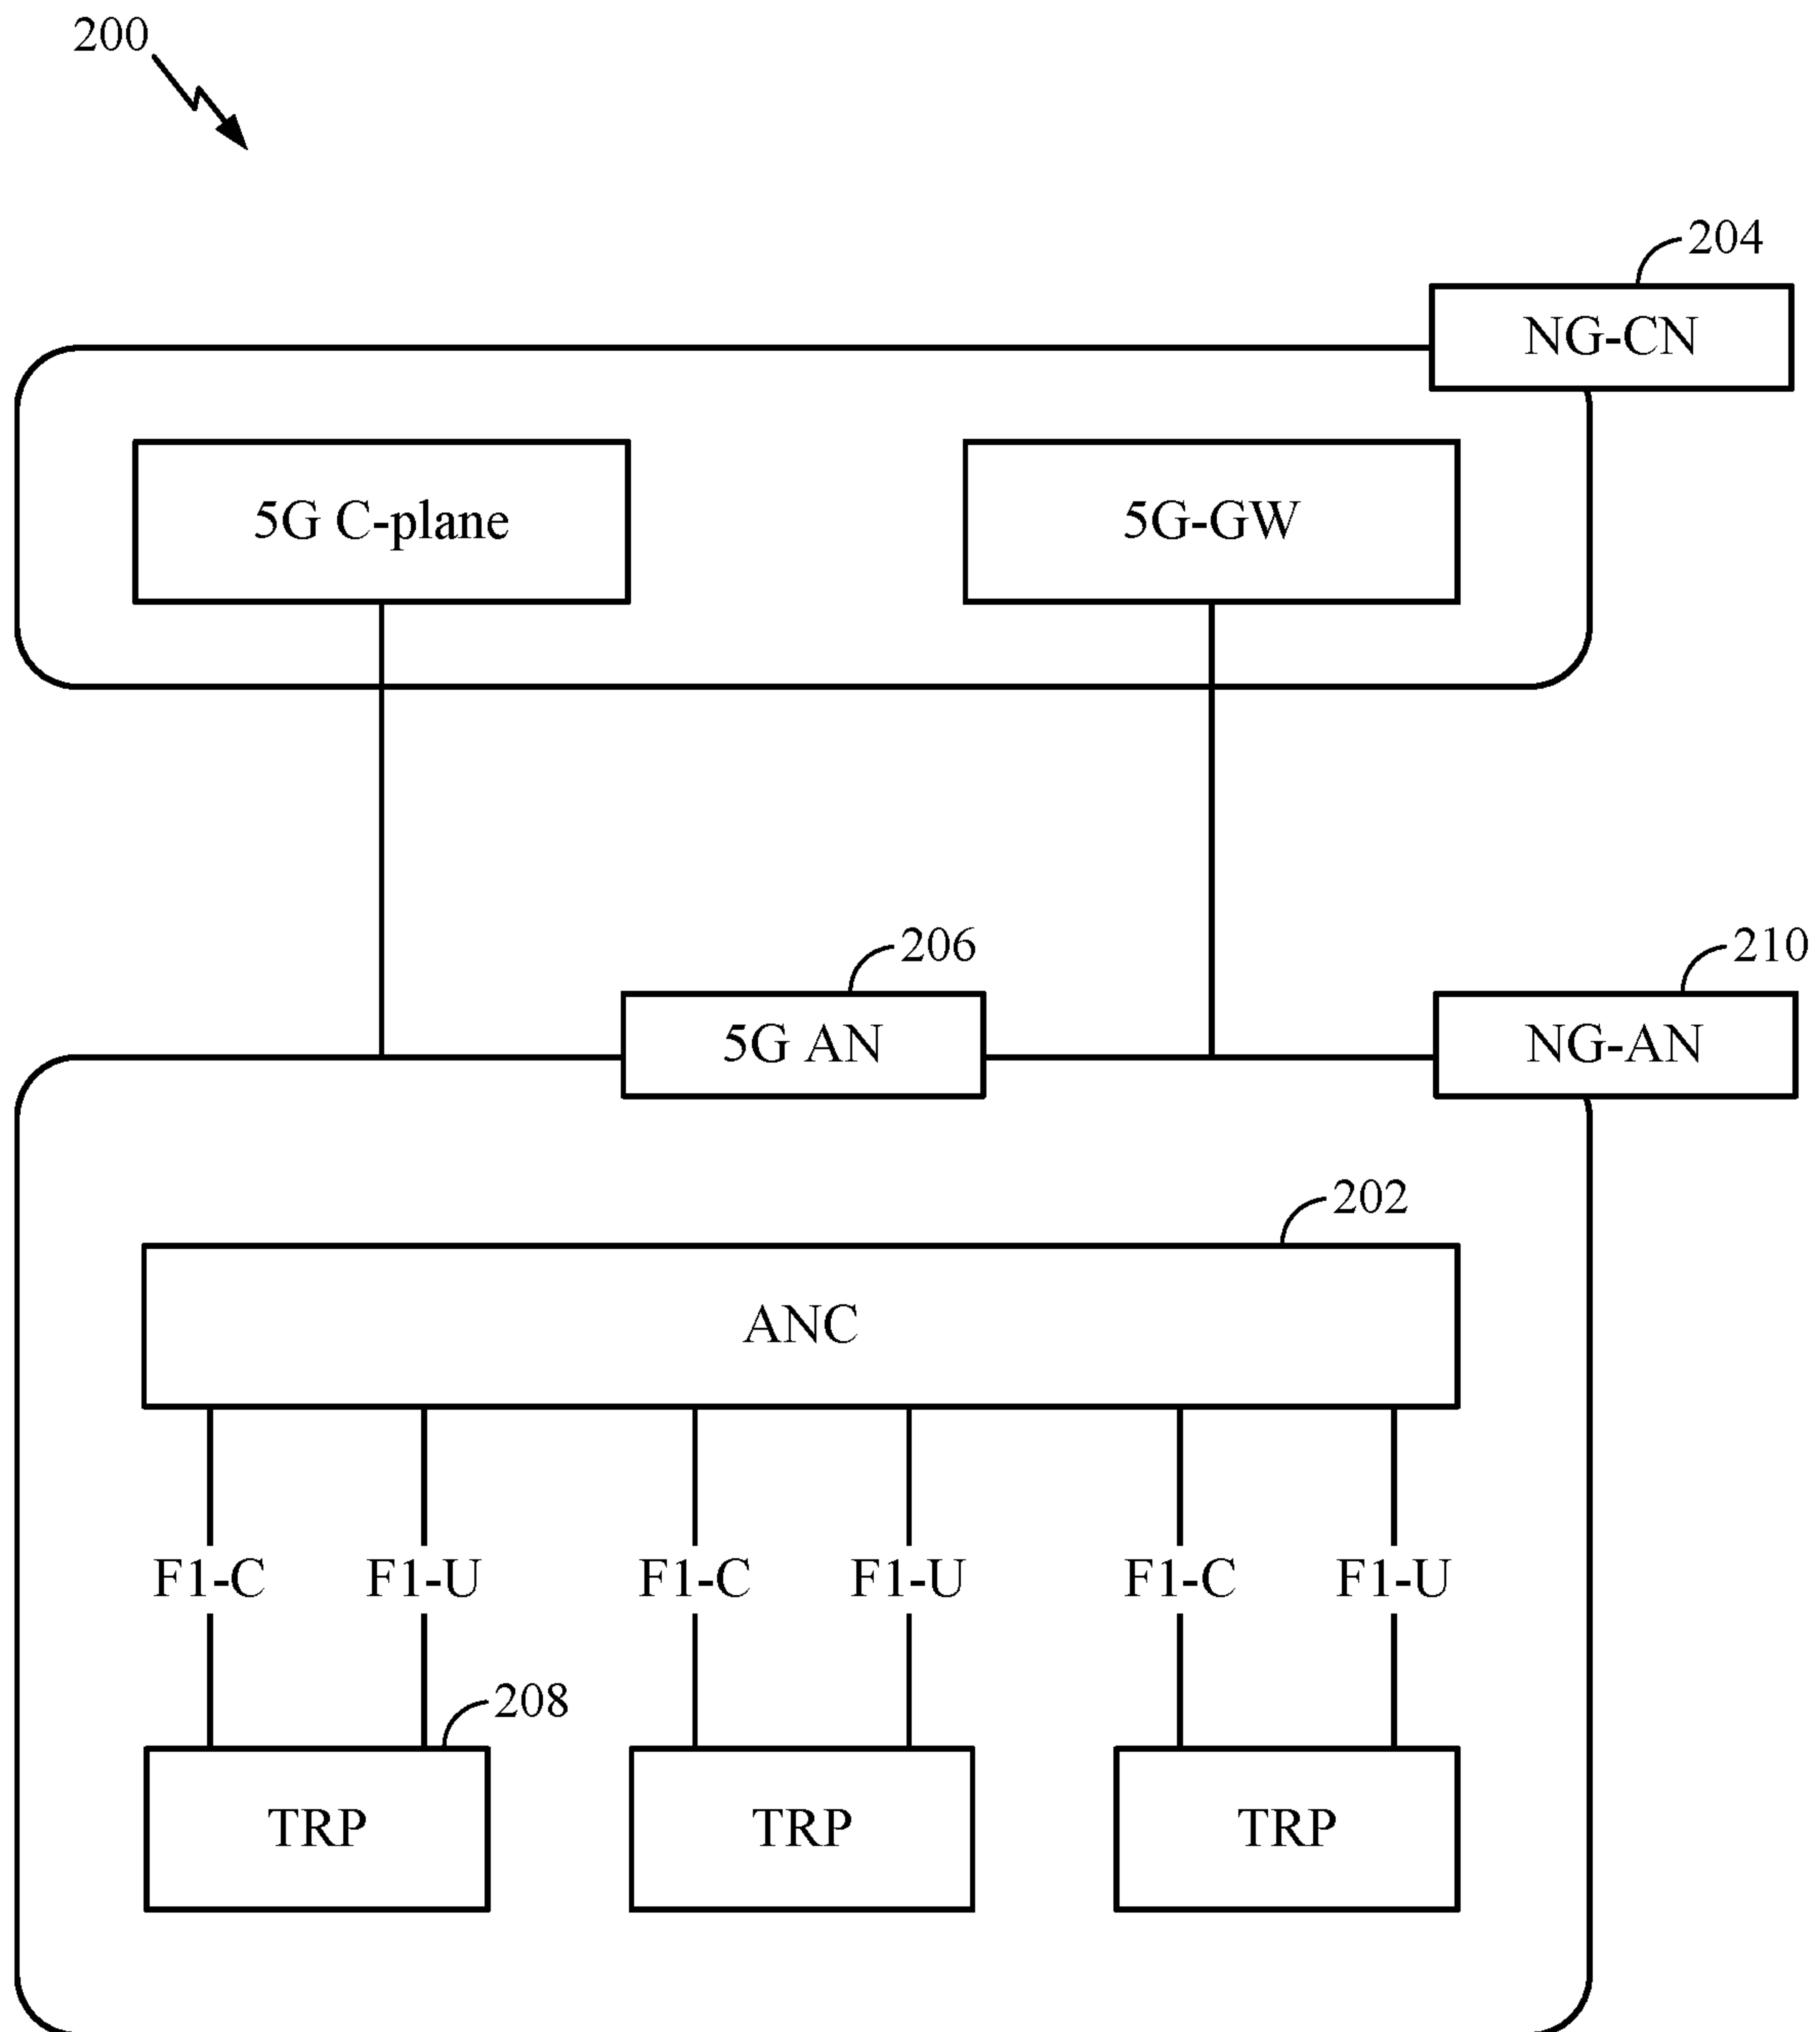 200
204
NG-CN
5G C-plane
5G-GW
206
210
5G AN
NG-AN
202
ANC
F1-C
F1-U
F1-C
F1-U
F1-C
F1-U
208
TRP
TRP
TRP